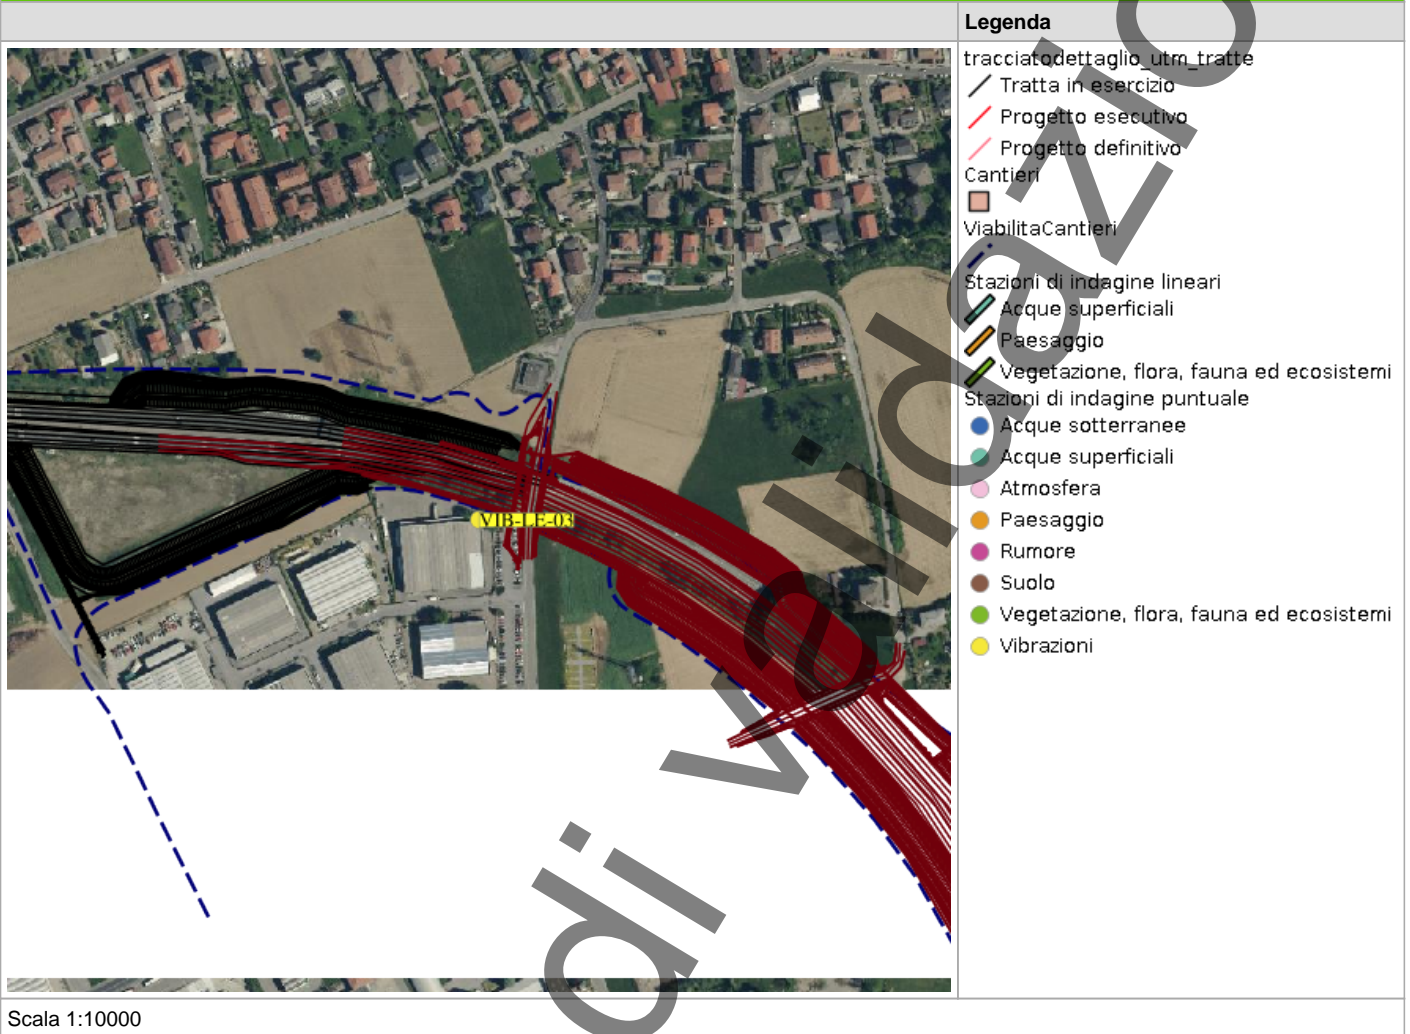 Legenda
tracciatodettaglio_utm_tratte
Tratta in esercizio
Progetto esecutivo
Progetto definitivo
Cantieri
ViabilitaCantieri
Stazioni di indagine lineari
Acque superficiali
Paesaggio
Vegetazione, flora, fauna ed ecosistemi
Stazioni di indagine puntuale
Acque sotterranee
Acque superficiali
Atmosfera
Paesaggio
Rumore
Suolo
Vegetazione, flora, fauna ed ecosistemi
Vibrazioni
VIB-LE-03
di validazio
Scala 1:10000